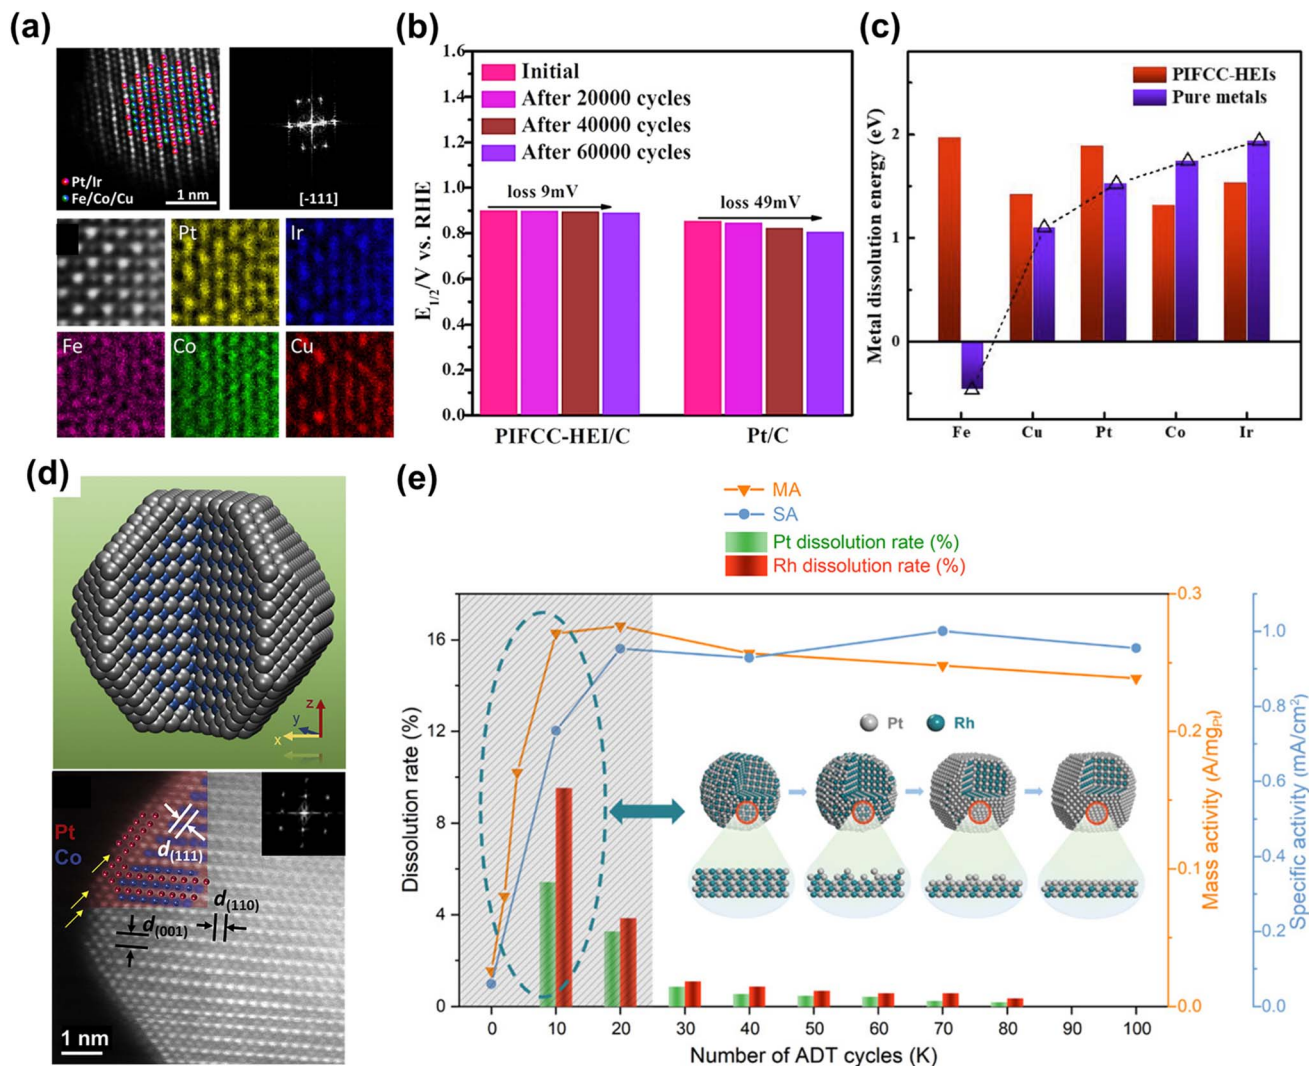 (a)
Pt/Ir
Fe/Co/Cu
1 nm
[-111]
Pt
Ir
Fe
Co
Cu
(b)
E1/2/V vs. RHE
1.6
1.4
1.2
1.0
0.8
0.6
0.4
0.2
0.0
Initial
After 20000 cycles
After 40000 cycles
After 60000 cycles
loss 9mV
loss 49mV
PIFCC-HEI/C
Pt/C
(c)
Metal dissolution energy (eV)
2
1
0
PIFCC-HEIs
Pure metals
Fe
Cu
Pt
Co
Ir
(d)
z
y
x
Pt
Co
d(111)
d(110)
d(001)
1 nm
(e)
MA
SA
Pt dissolution rate (%)
Rh dissolution rate (%)
Dissolution rate (%)
16
12
8
4
0
Pt
Rh
0.3
0.2
0.1
0.0
Mass activity (A/mgPt)
1.0
0.8
0.6
0.4
0.2
0.0
Specific activity (mA/cm²)
0
10
20
30
40
50
60
70
80
90
100
Number of ADT cycles (K)